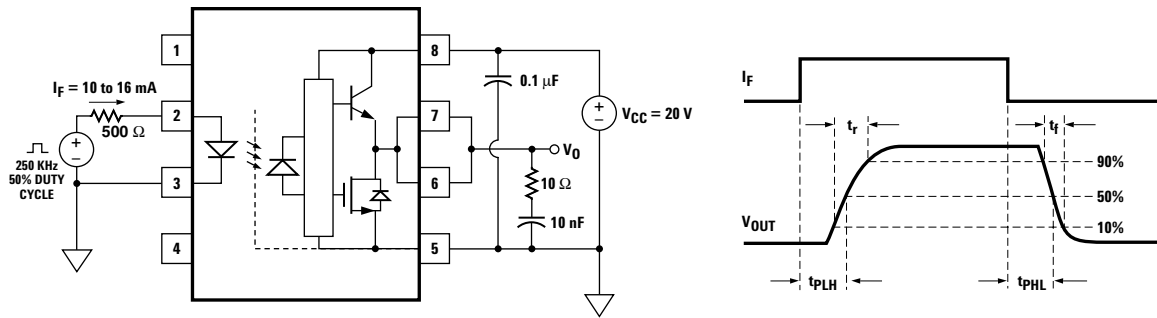 1
2
3
4
I_F = 10 to 16 mA
500 Ω
+
−
250 KHz
50% DUTY
CYCLE
8
7
6
5
0.1 μF
+
−
V_CC = 20 V
V_O
10 Ω
10 nF
I_F
t_r
t_f
90%
50%
10%
V_OUT
t_PLH
t_PHL